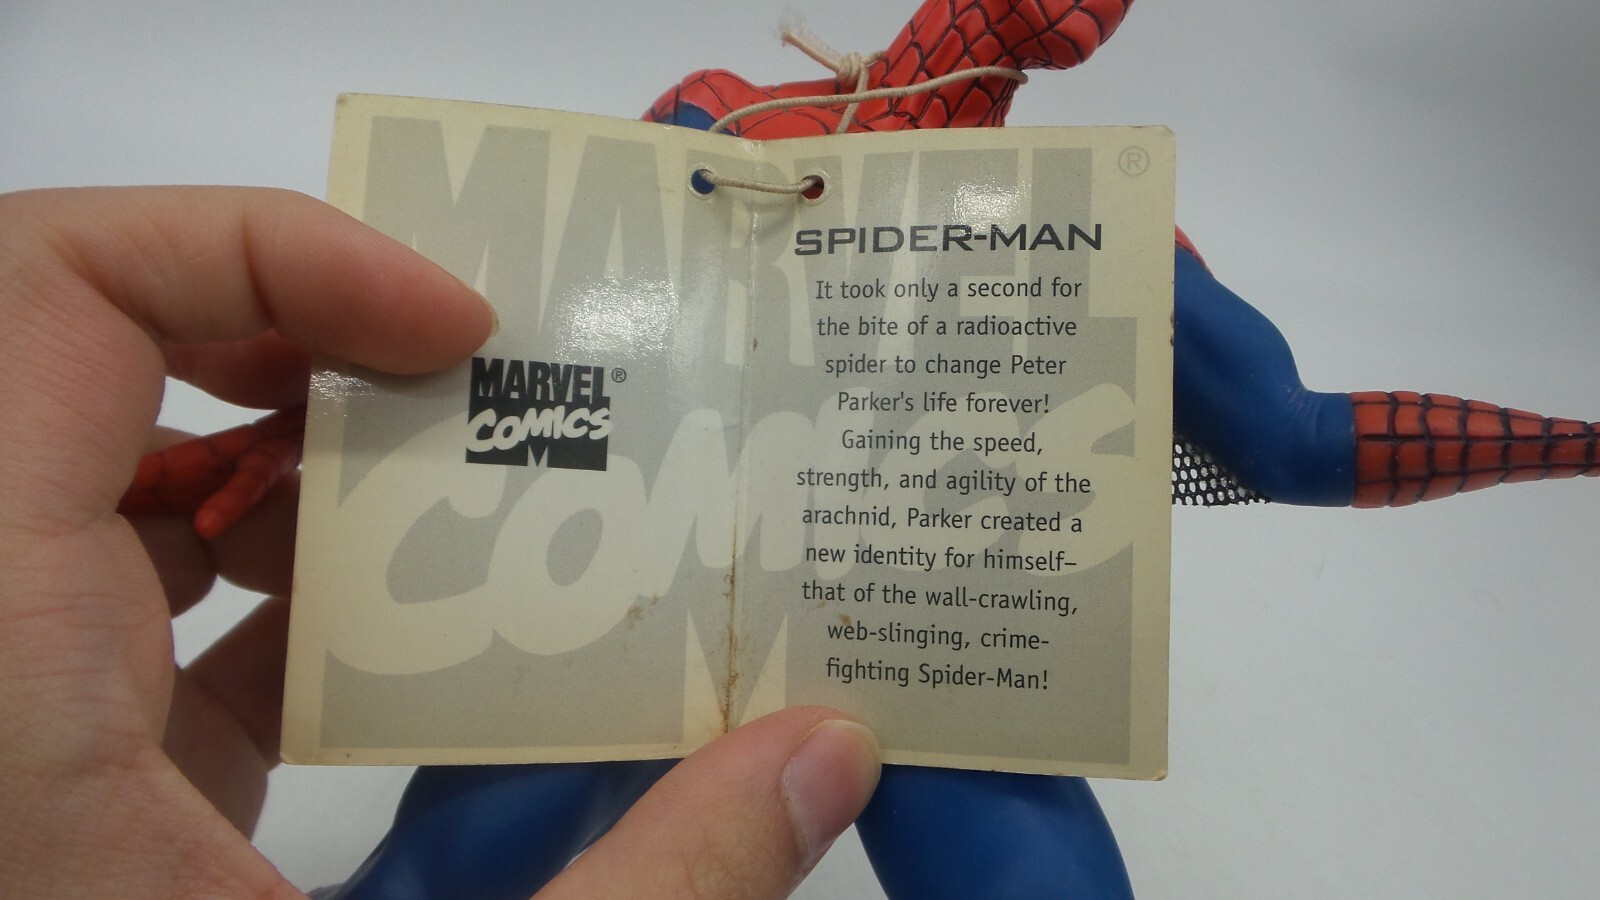 MARVEL ®
COMICS
MARVEL®
COMICS
M
SPIDER-MAN
It took only a second for
the bite of a radioactive
spider to change Peter
Parker's life forever!
Gaining the speed,
strength, and agility of the
arachnid, Parker created a
new identity for himself–
that of the wall-crawling,
web-slinging, crime-
fighting Spider-Man!